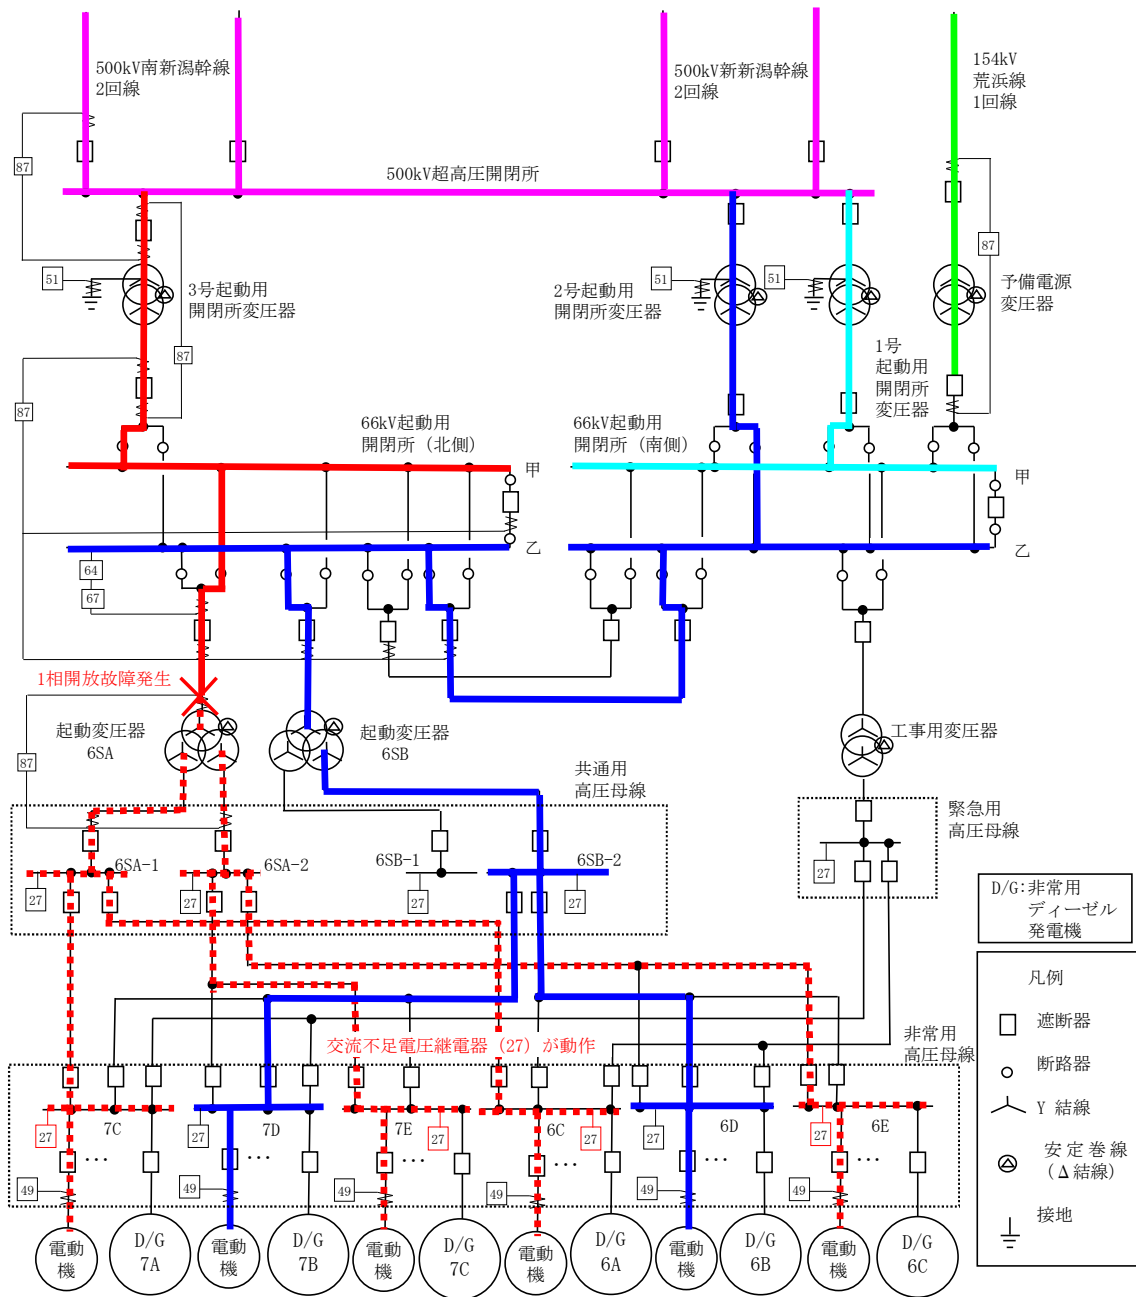 500kV南新潟幹線
2回線
500kV新新潟幹線
2回線
154kV
荒浜線
1回線
87
500kV超高圧開閉所
87
51
3号起動用
開閉所変圧器
51
2号起動用
開閉所変圧器
51
予備電源
変圧器
87
87
1号
起動用
開閉所
変圧器
66kV起動用
開閉所（北側）
66kV起動用
開閉所（南側）
甲
甲
乙
乙
64
67
1相開放故障発生
起動変圧器
6SA
起動変圧器
6SB
工事用変圧器
87
共通用
高圧母線
緊急用
高圧母線
6SA-1
6SA-2
6SB-1
6SB-2
27
27
27
27
27
D/G:非常用
ディーゼル
発電機
凡例
遮断器
断路器
Y 結線
安定巻線
(Δ結線)
接地
交流不足電圧継電器（27）が動作
非常用
高圧母線
7C
7D
7E
6C
6D
6E
27
27
27
27
27
27
･･･
･･･
･･･
･･･
･･･
･･･
49
49
49
49
49
49
電動
機
D/G
7A
電動
機
D/G
7B
電動
機
D/G
7C
電動
機
D/G
6A
電動
機
D/G
6B
電動
機
D/G
6C